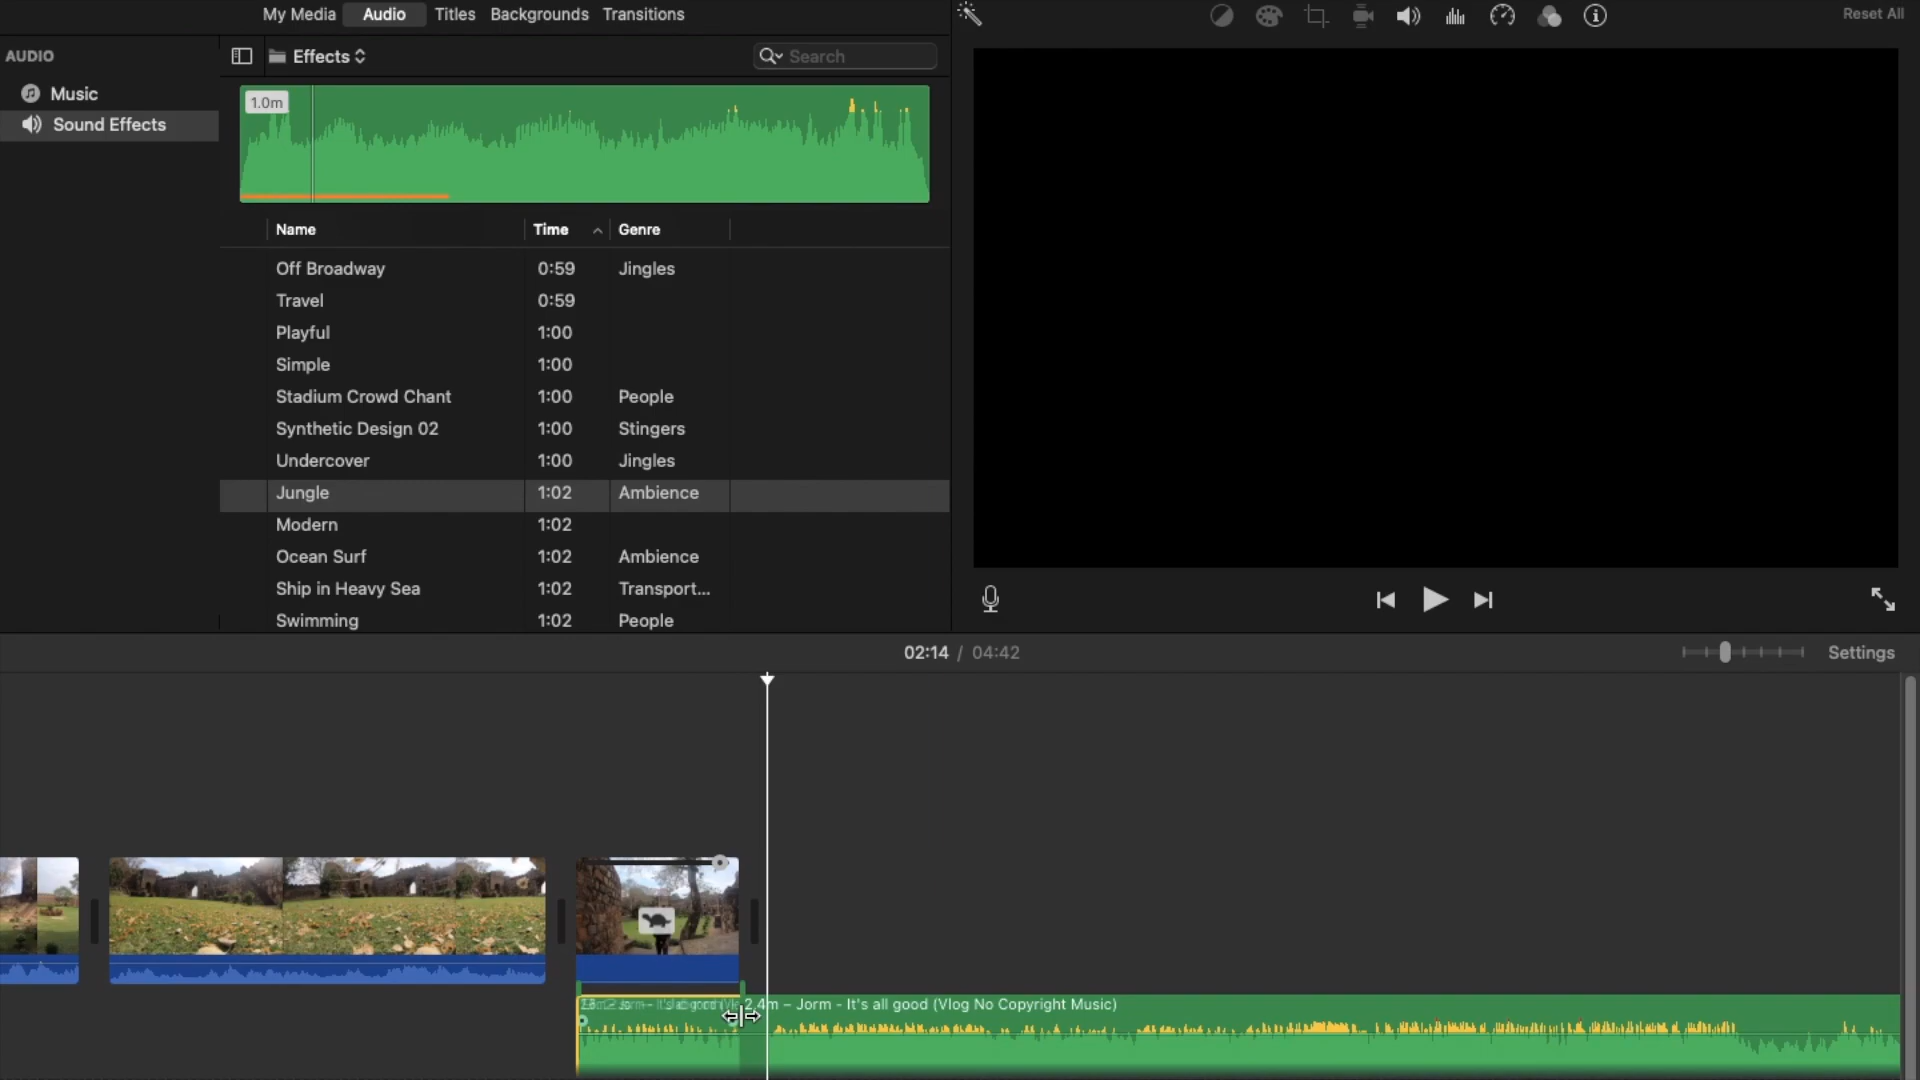 My Media Audio Titles Backgrounds Transitions
Reset All
AUDIO
Effects
Search
Music
Sound Effects
1.0m
Name Time Genre
Off Broadway 0:59 Jingles
Travel 0:59
Playful 1:00
Simple 1:00
Stadium Crowd Chant 1:00 People
Synthetic Design 02 1:00 Stingers
Undercover 1:00 Jingles
Jungle 1:02 Ambience
Modern 1:02
Ocean Surf 1:02 Ambience
Ship in Heavy Sea 1:02 Transport...
Swimming 1:02 People
02:14 / 04:42
Settings
2.4m – Jorm - It's all good (Vlog No Copyright Music)